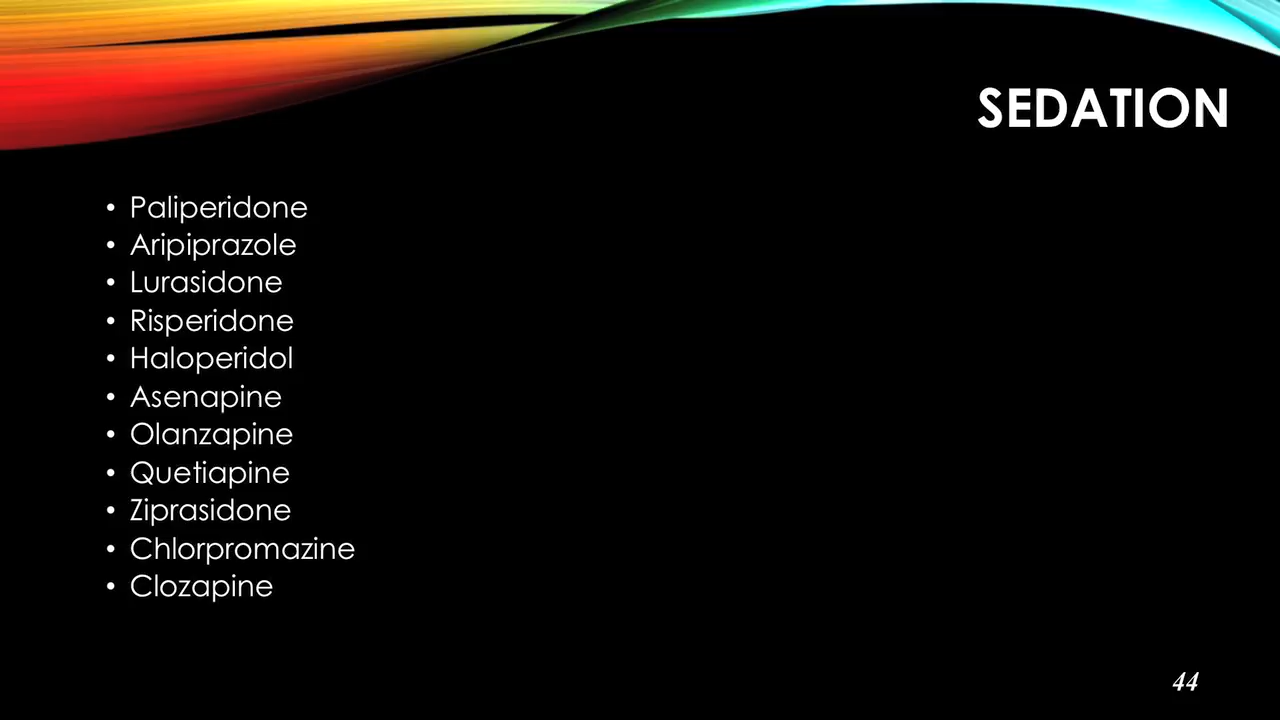 SEDATION
• Paliperidone
• Aripiprazole
• Lurasidone
• Risperidone
• Haloperidol
• Asenapine
• Olanzapine
• Quetiapine
• Ziprasidone
• Chlorpromazine
• Clozapine
44